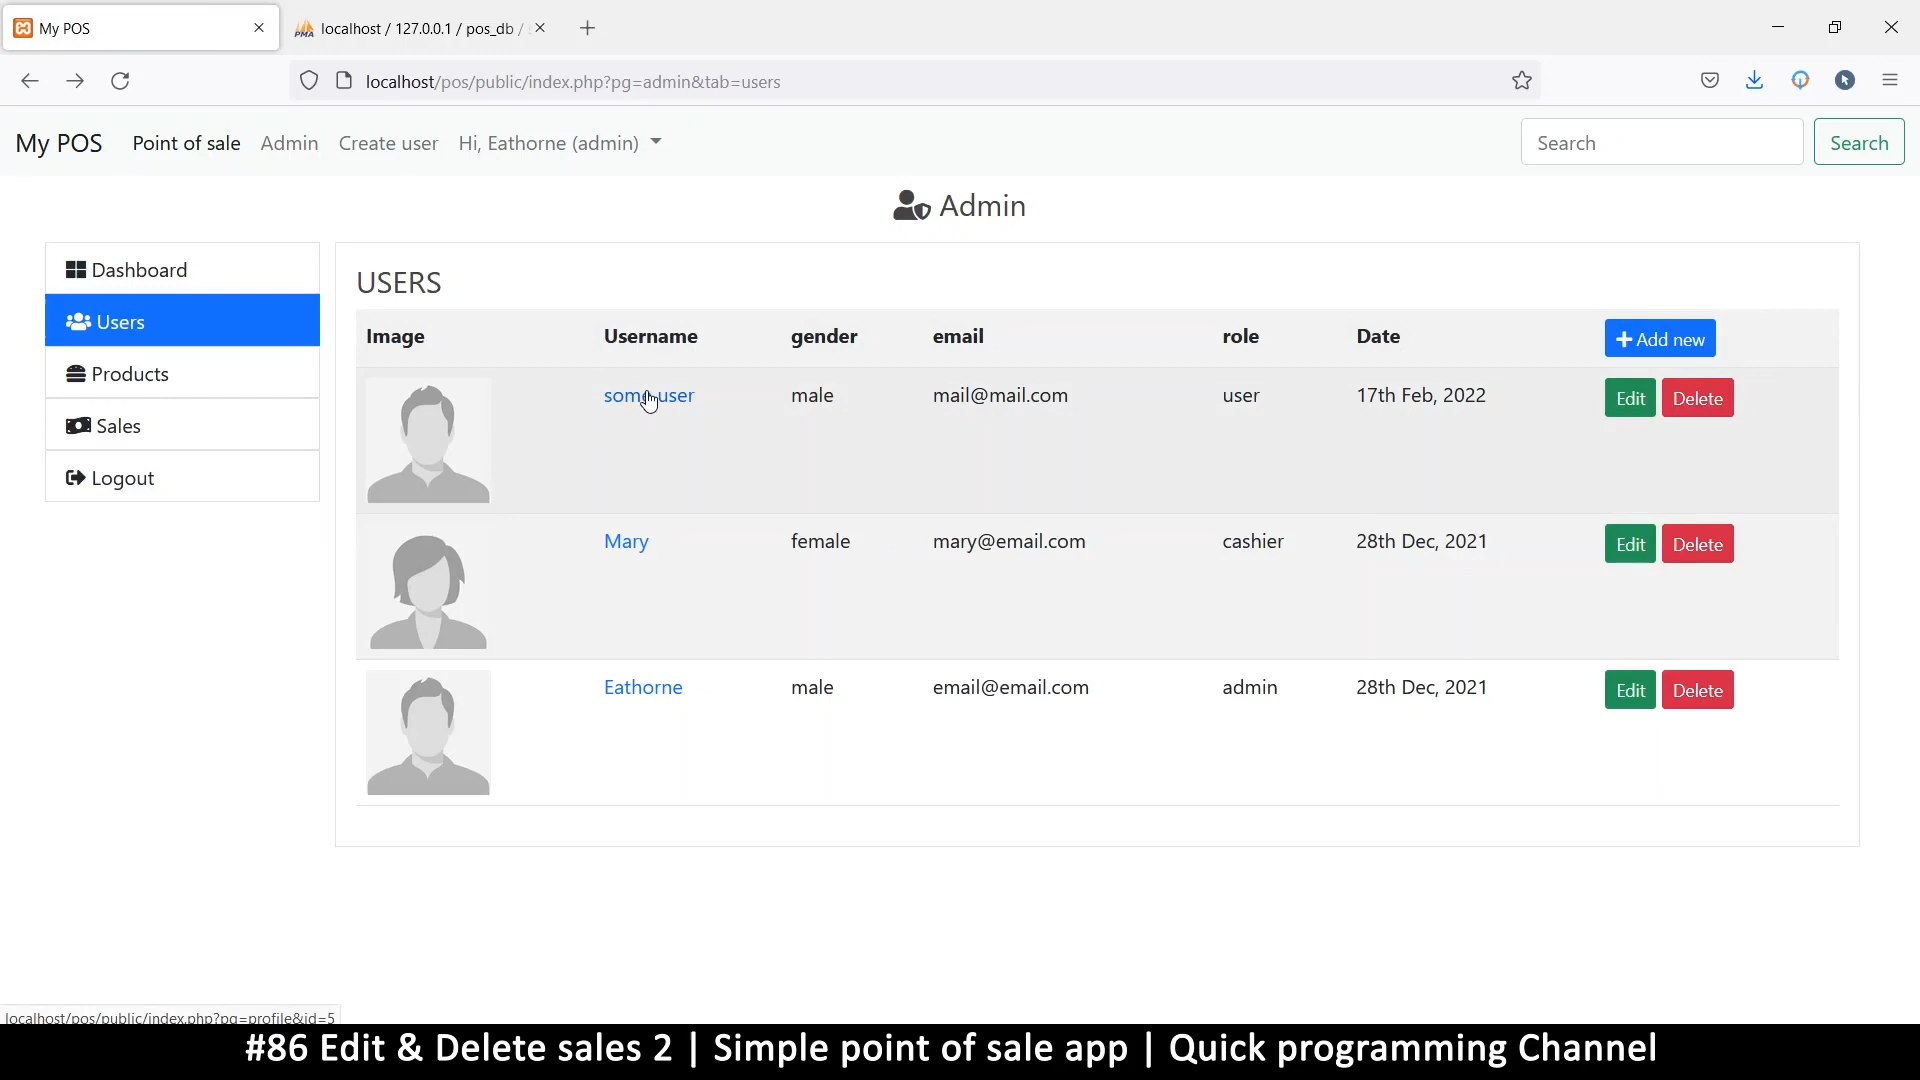 My POS
localhost / 127.0.0.1 / pos_db /
localhost/pos/public/index.php?pg=admin&tab=users
My POS Point of sale Admin Create user Hi, Eathorne (admin) Search Search
Admin
Dashboard
Users
Products
Sales
Logout
USERS
Image Username gender email role Date Add new
some user male mail@mail.com user 17th Feb, 2022 Edit Delete
Mary female mary@email.com cashier 28th Dec, 2021 Edit Delete
Eathorne male email@email.com admin 28th Dec, 2021 Edit Delete
localhost/pos/public/index.php?pg=profile&id=5
#86 Edit & Delete sales 2 | Simple point of sale app | Quick programming Channel